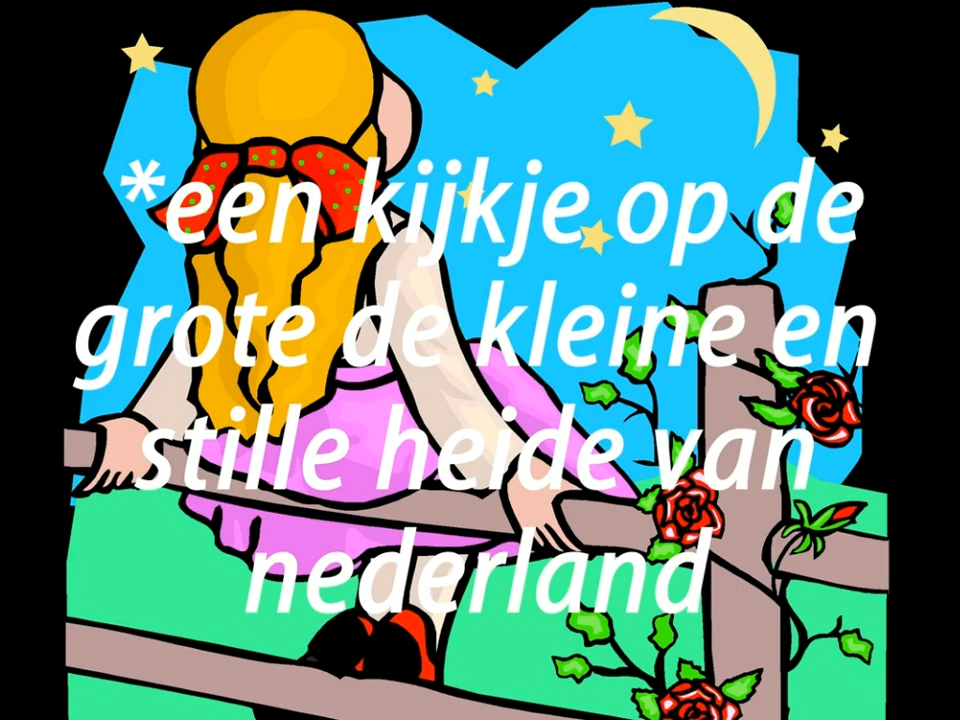 *een kijkje op de
grote de kleine en
stille heide van
nederland